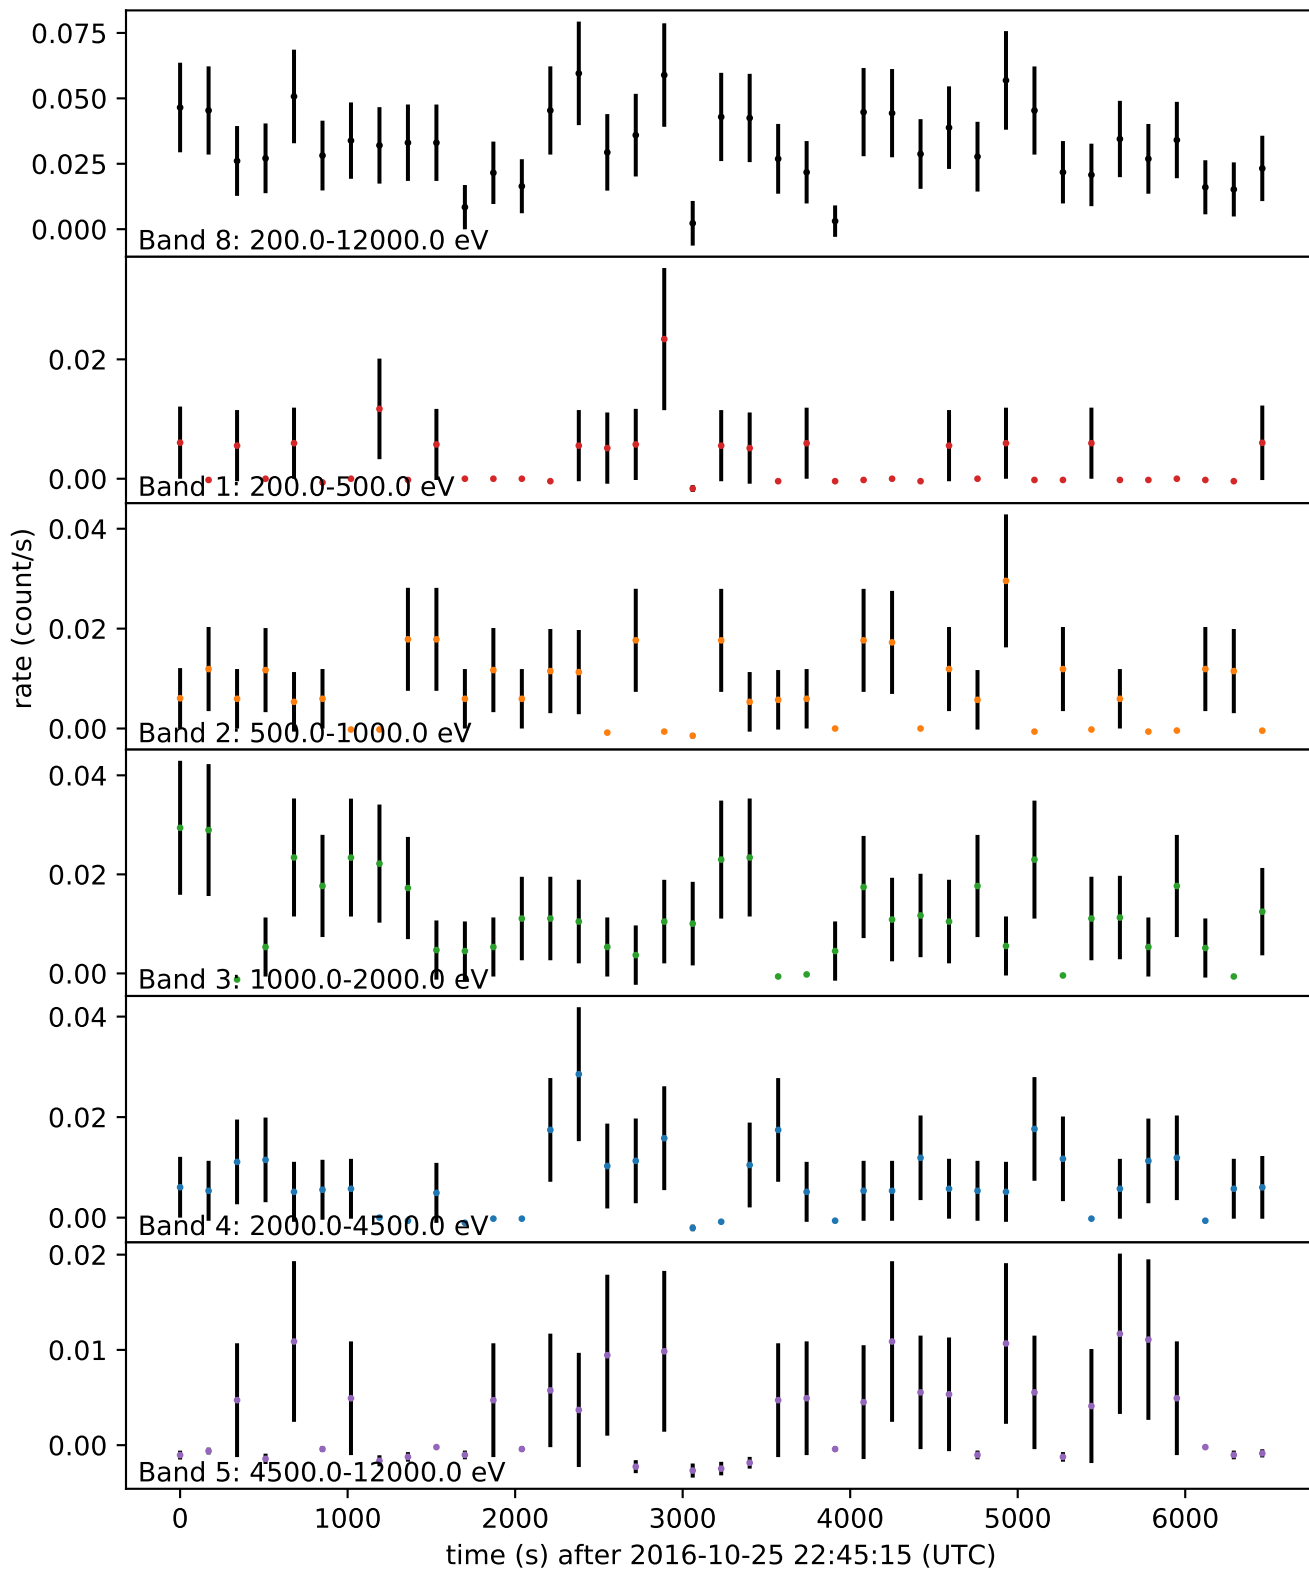 0.075
0.050
0.025
0.000
Band 8: 200.0-12000.0 eV
0.02
0.00
Band 1: 200.0-500.0 eV
0.04
0.02
0.00
Band 2: 500.0-1000.0 eV
rate (count/s)
0.04
0.02
0.00
Band 3: 1000.0-2000.0 eV
0.04
0.02
0.00
Band 4: 2000.0-4500.0 eV
0.02
0.01
0.00
Band 5: 4500.0-12000.0 eV
0 1000 2000 3000 4000 5000 6000
time (s) after 2016-10-25 22:45:15 (UTC)